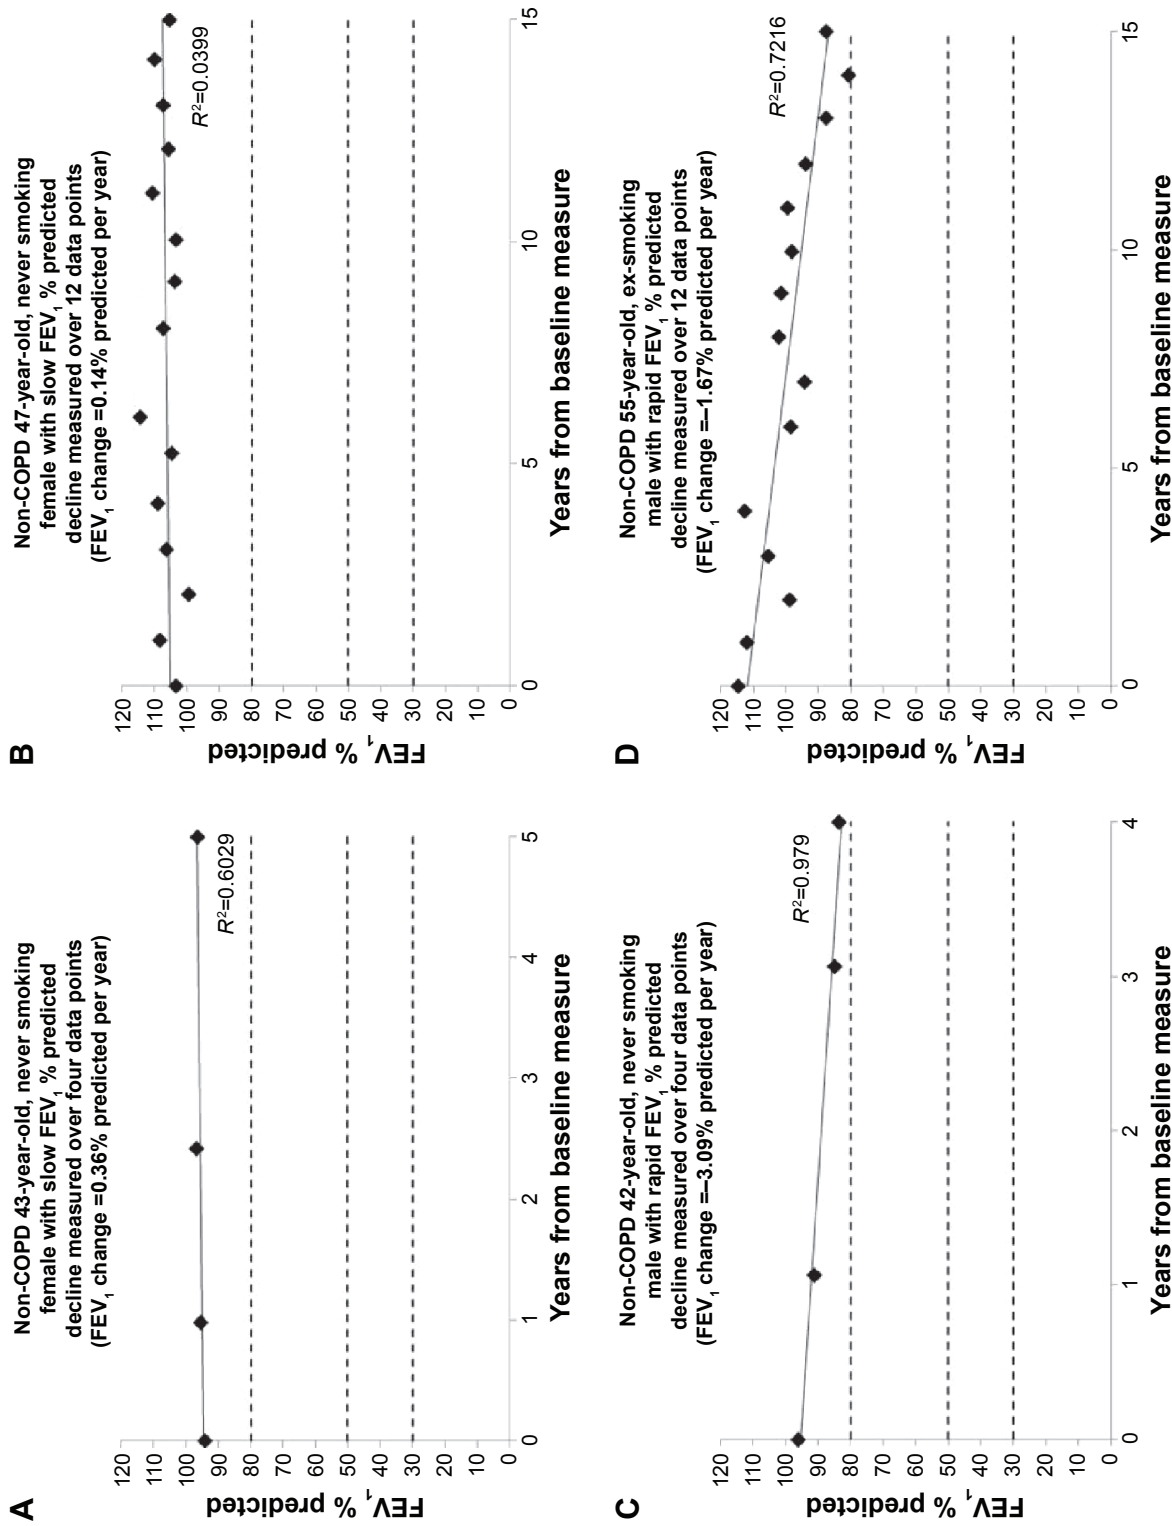 A
Non-COPD 43-year-old, never smoking
female with slow FEV₁ % predicted
decline measured over four data points
(FEV₁ change =0.36% predicted per year)
FEV₁ % predicted
120
110
100
90
80
70
60
50
40
30
20
10
0
R²=0.6029
0 1 2 3 4 5
Years from baseline measure
B
Non-COPD 47-year-old, never smoking
female with slow FEV₁ % predicted
decline measured over 12 data points
(FEV₁ change =0.14% predicted per year)
FEV₁ % predicted
120
110
100
90
80
70
60
50
40
30
20
10
0
R²=0.0399
0 5 10 15
Years from baseline measure
C
Non-COPD 42-year-old, never smoking
male with rapid FEV₁ % predicted
decline measured over four data points
(FEV₁ change =–3.09% predicted per year)
FEV₁ % predicted
120
110
100
90
80
70
60
50
40
30
20
10
0
R²=0.979
0 1 2 3 4
Years from baseline measure
D
Non-COPD 55-year-old, ex-smoking
male with rapid FEV₁ % predicted
decline measured over 12 data points
(FEV₁ change =–1.67% predicted per year)
FEV₁ % predicted
120
110
100
90
80
70
60
50
40
30
20
10
0
R²=0.7216
0 5 10 15
Years from baseline measure